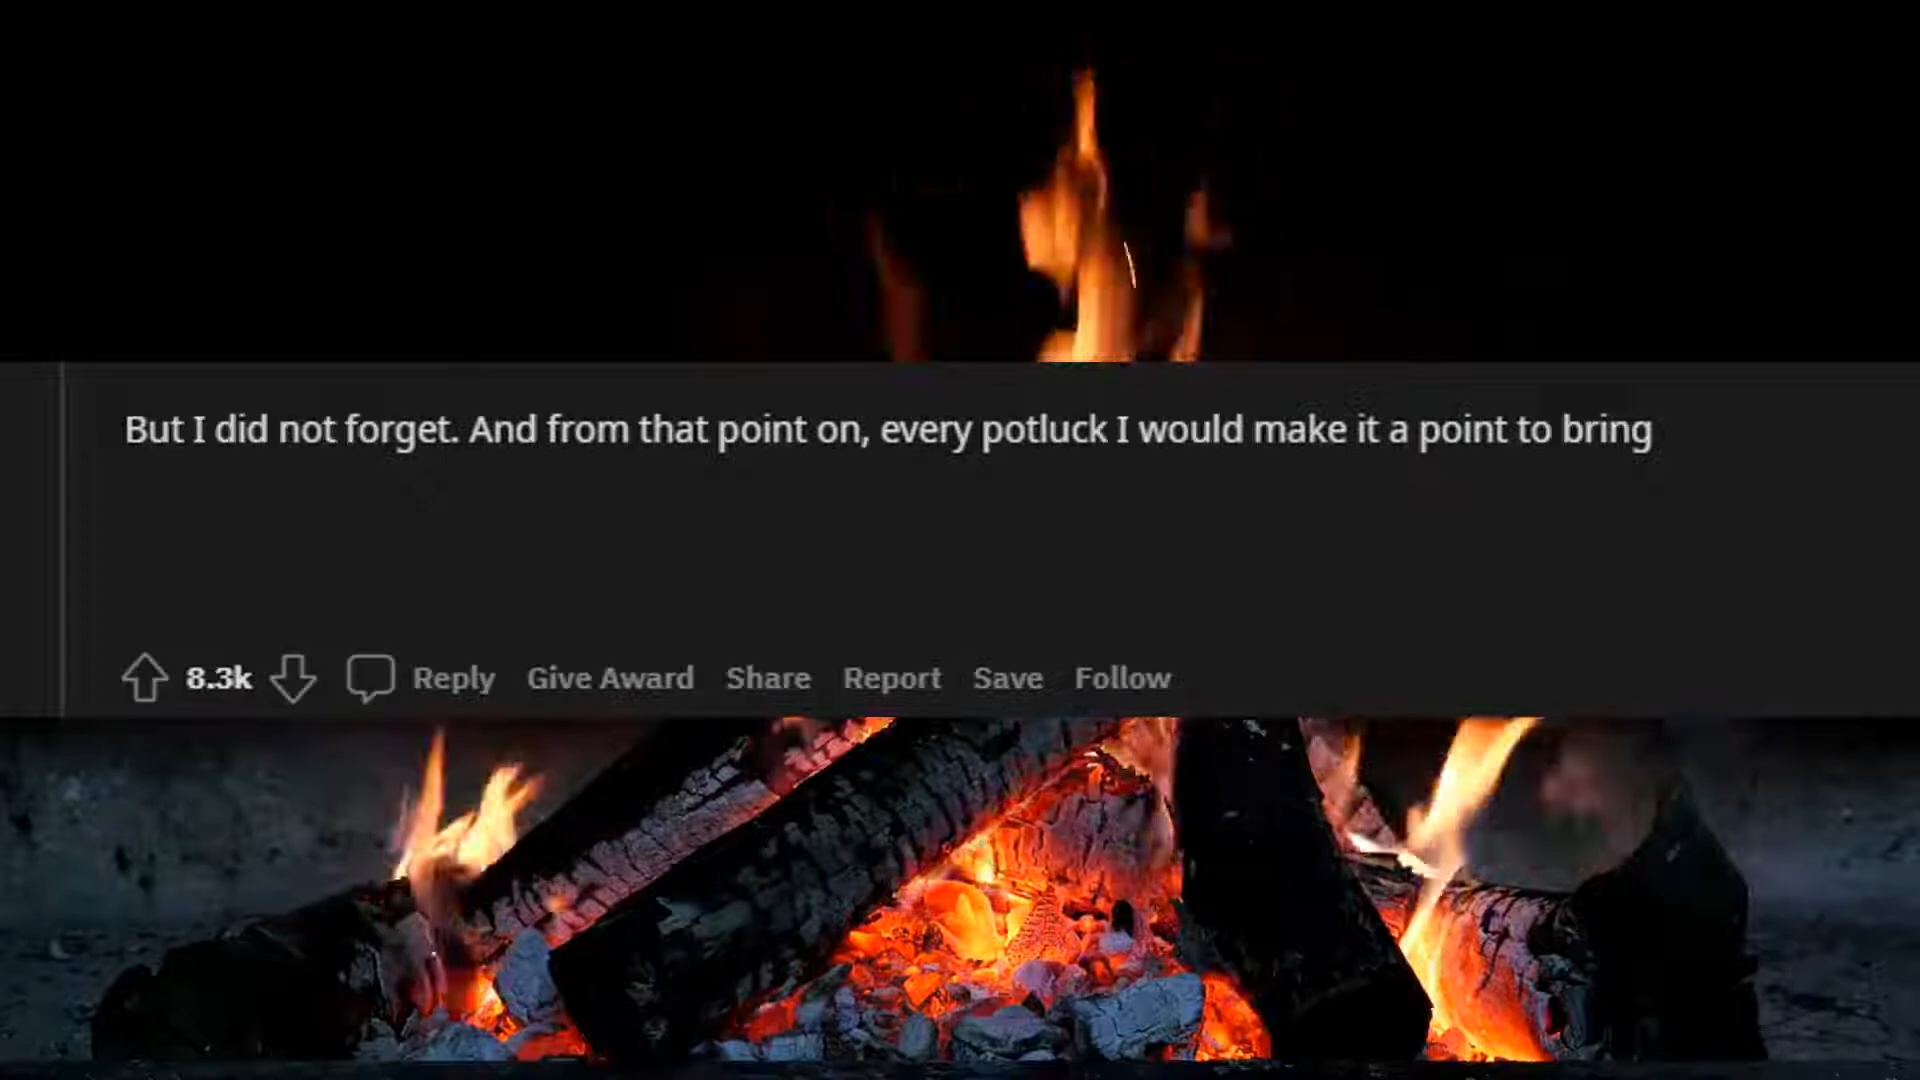 But I did not forget. And from that point on, every potluck I would make it a point to bring
8.3k Reply Give Award Share Report Save Follow